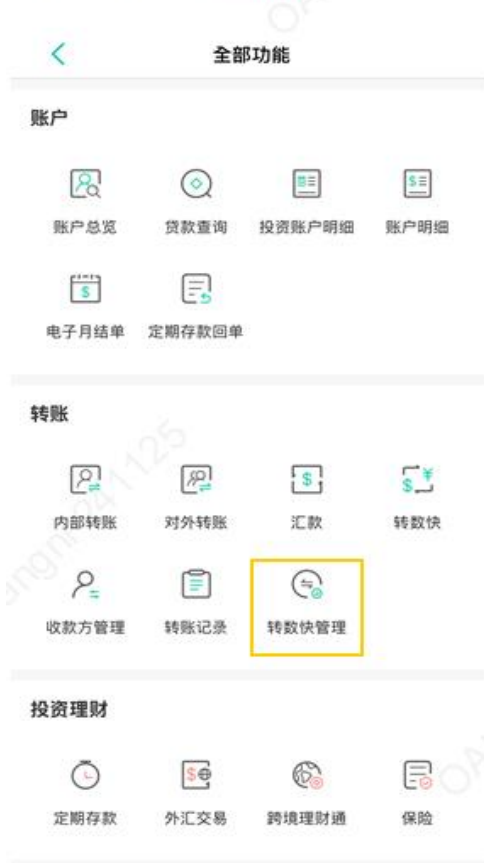 全部功能
账户
账户总览 贷款查询 投资账户明细 账户明细
电子月结单 定期存款回单
转账
内部转账 对外转账 汇款 转数快
收款方管理 转账记录 转数快管理
投资理财
定期存款 外汇交易 跨境理财通 保险